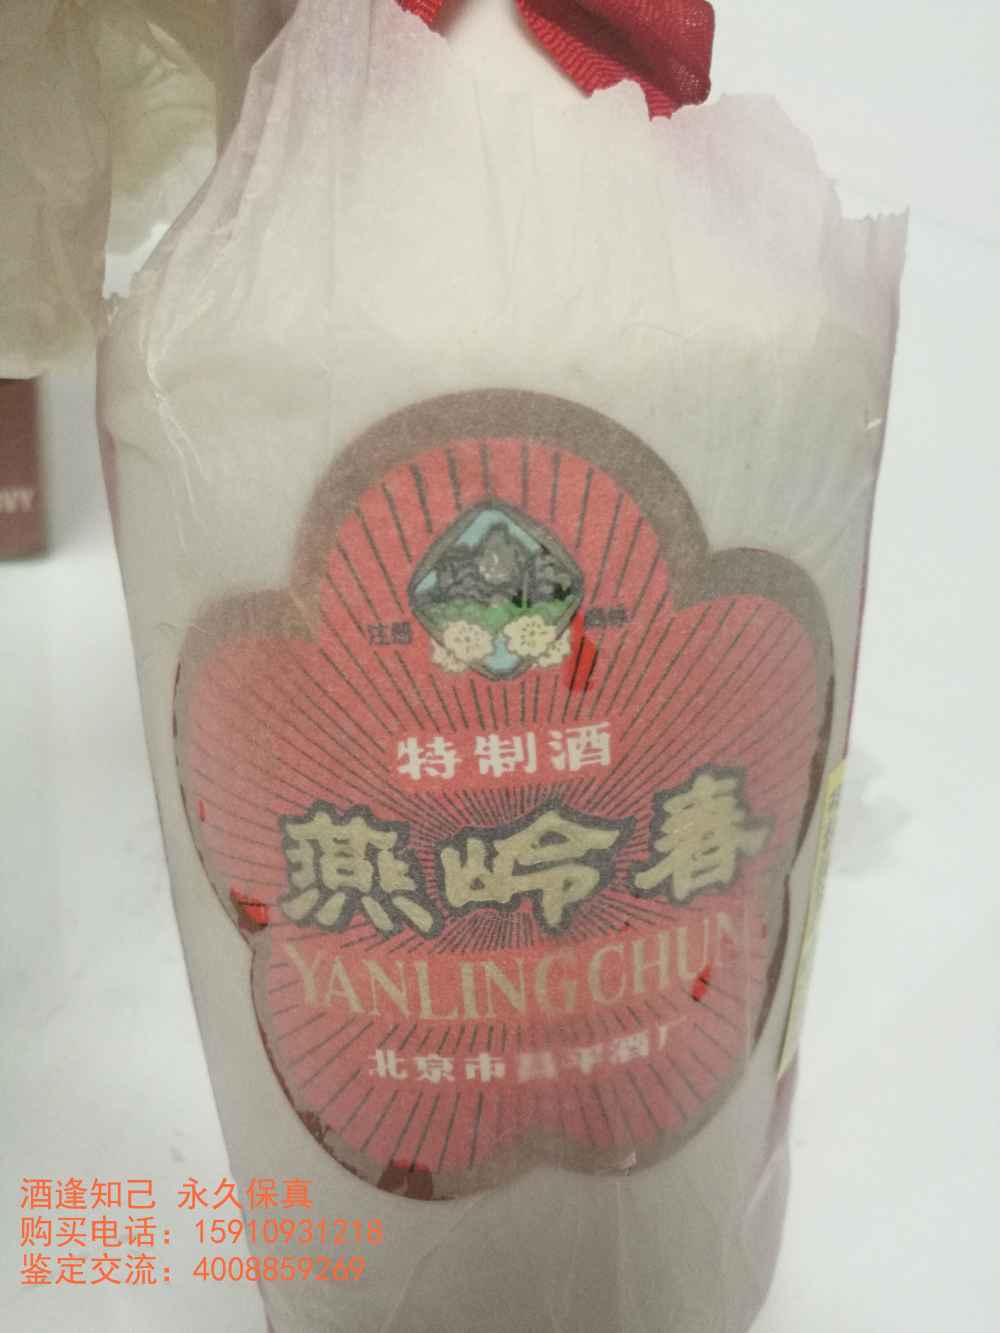 注册
商标
特制酒
燕岭春
YANLINGCHUN
北京市昌平酒厂
酒逢知己 永久保真
购买电话：15910931218
鉴定交流：4008859269